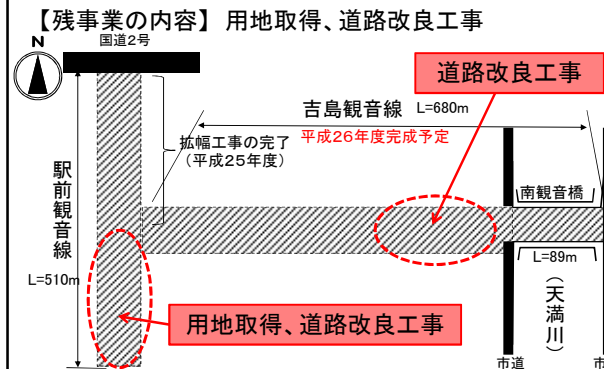 【残事業の内容】 用地取得、道路改良工事
N
国道2号
道路改良工事
吉島観音線 L=680m
平成26年度完成予定
拡幅工事の完了
（平成25年度）
駅前観音線
L=510m
南観音橋
L=89m
（天満川）
用地取得、道路改良工事
市道
市